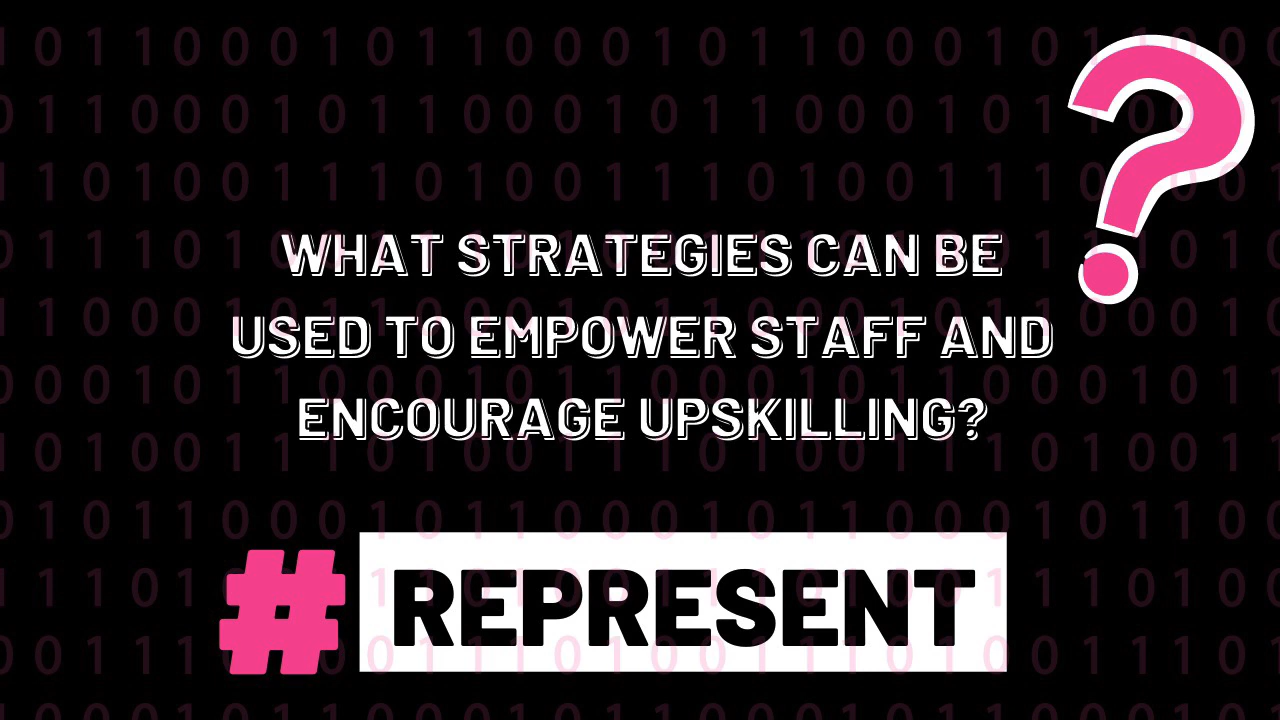 WHAT STRATEGIES CAN BE
USED TO EMPOWER STAFF AND
ENCOURAGE UPSKILLING?
#REPRESENT
?